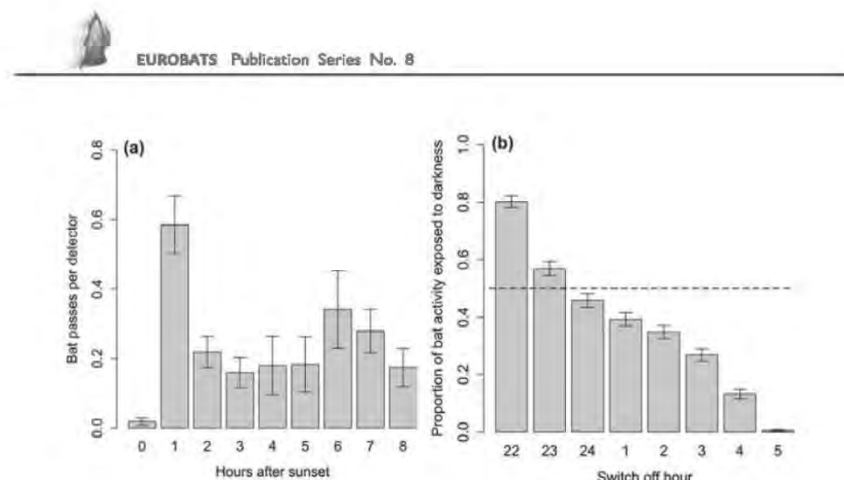 EUROBATS Publication Series No. 8
(a)
Bat passes per detector
0.0 0.2 0.4 0.6 0.8
0 1 2 3 4 5 6 7 8
Hours after sunset
(b)
Proportion of bat activity exposed to darkness
0.0 0.2 0.4 0.6 0.8 1.0
22 23 24 1 2 3 4 5
Switch off hour